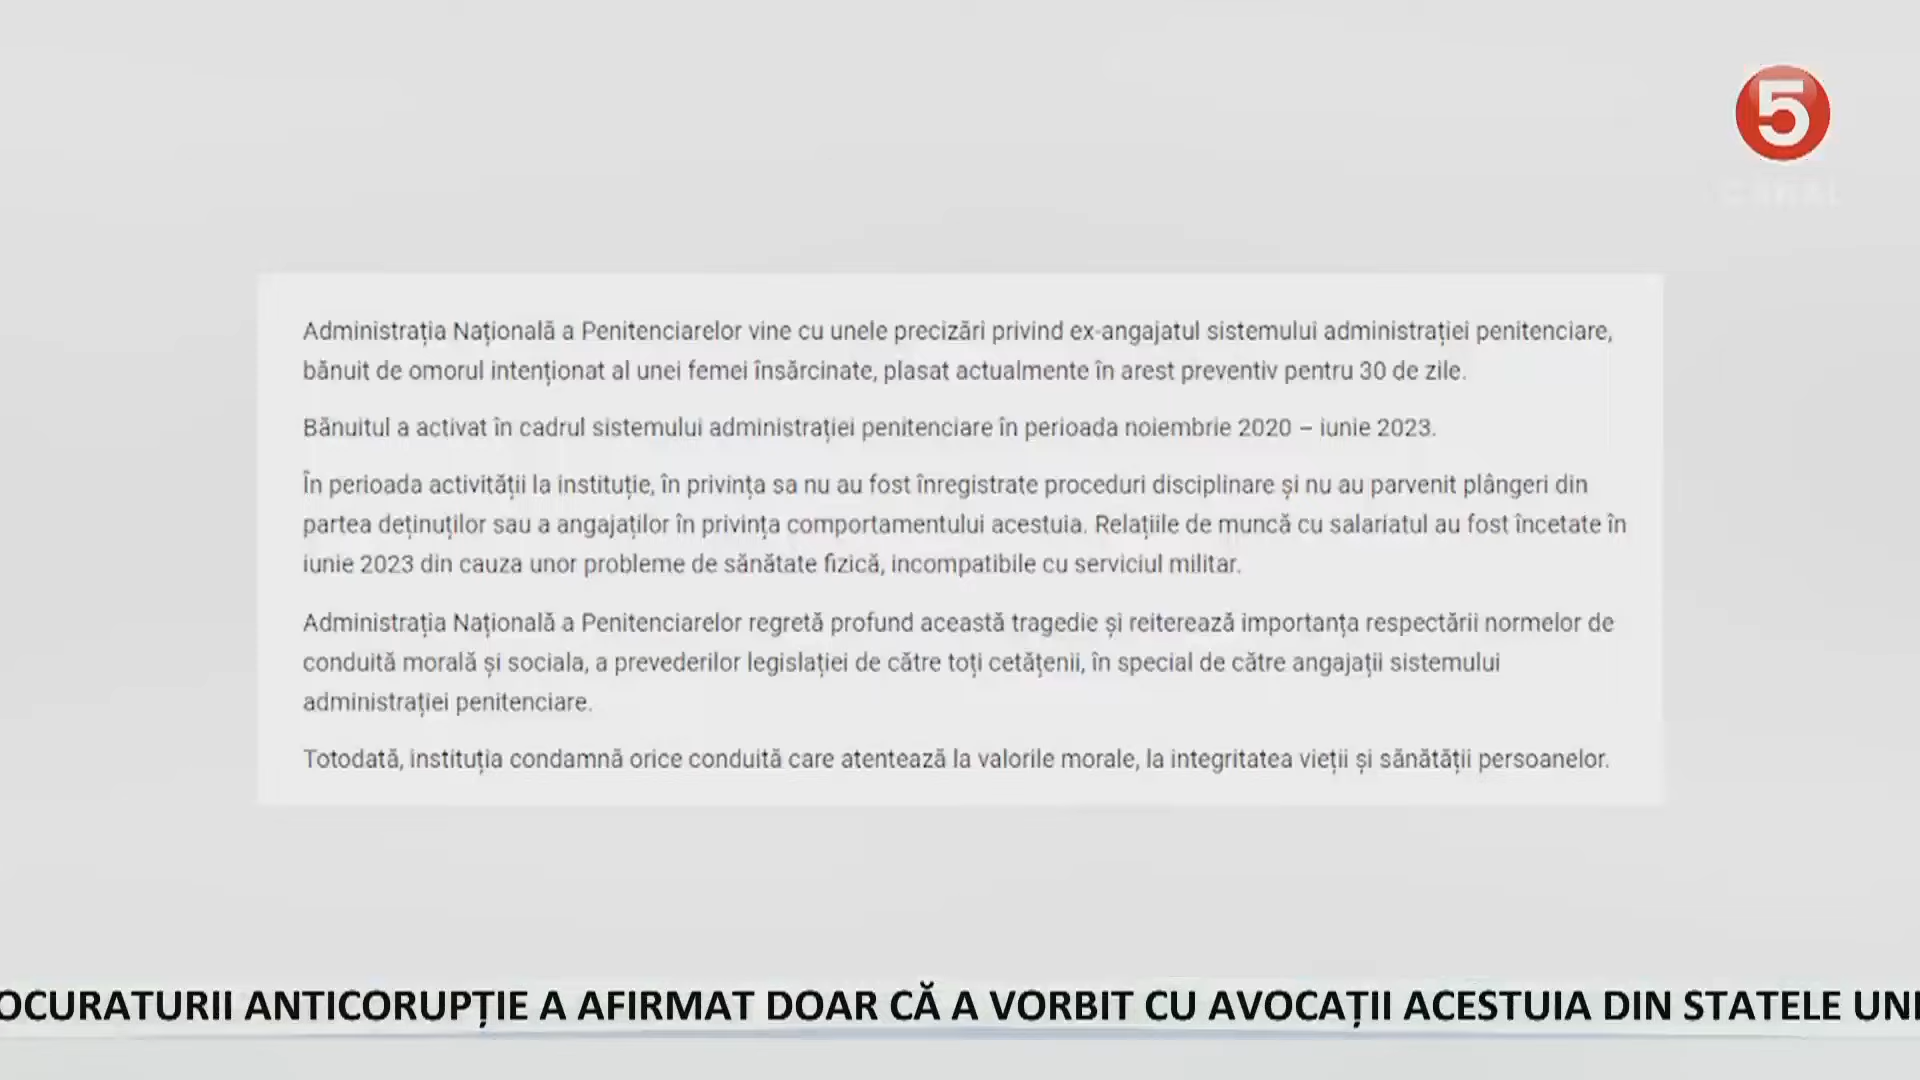 5
CANAL
Administrația Națională a Penitenciarelor vine cu unele precizări privind ex-angajatul sistemului administrației penitenciare,
bănuit de omorul intenționat al unei femei însărcinate, plasat actualmente în arest preventiv pentru 30 de zile.
Bănuitul a activat în cadrul sistemului administrației penitenciare în perioada noiembrie 2020 – iunie 2023.
În perioada activității la instituție, în privința sa nu au fost înregistrate proceduri disciplinare și nu au parvenit plângeri din
partea deținuților sau a angajaților în privința comportamentului acestuia. Relațiile de muncă cu salariatul au fost încetate în
iunie 2023 din cauza unor probleme de sănătate fizică, incompatibile cu serviciul militar.
Administrația Națională a Penitenciarelor regretă profund această tragedie și reiterează importanța respectării normelor de
conduită morală și sociala, a prevederilor legislației de către toți cetățenii, în special de către angajații sistemului
administrației penitenciare.
Totodată, instituția condamnă orice conduită care atentează la valorile morale, la integritatea vieții și sănătății persoanelor.
OCURATURII ANTICORUPȚIE A AFIRMAT DOAR CĂ A VORBIT CU AVOCAȚII ACESTUIA DIN STATELE UNI